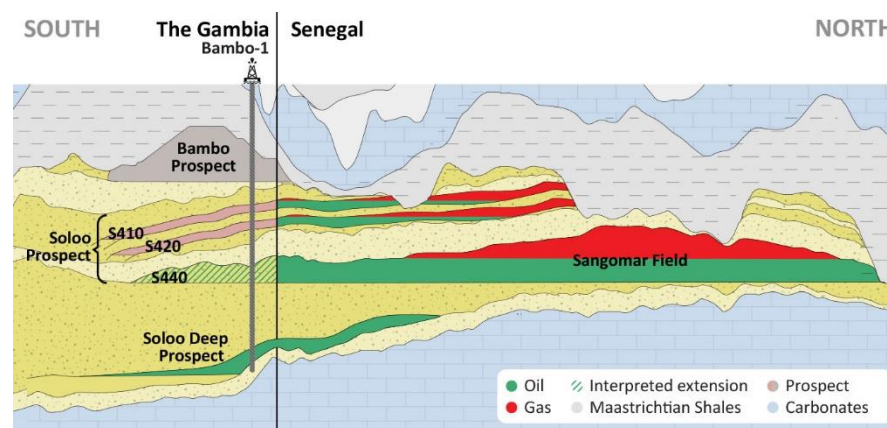 SOUTH
The Gambia
Senegal
NORTH
Bambo-1
Bambo
Prospect
Soloo
Prospect
S410
S420
S440
Sangomar Field
Soloo Deep
Prospect
Oil
Interpreted extension
Prospect
Gas
Maastrichtian Shales
Carbonates